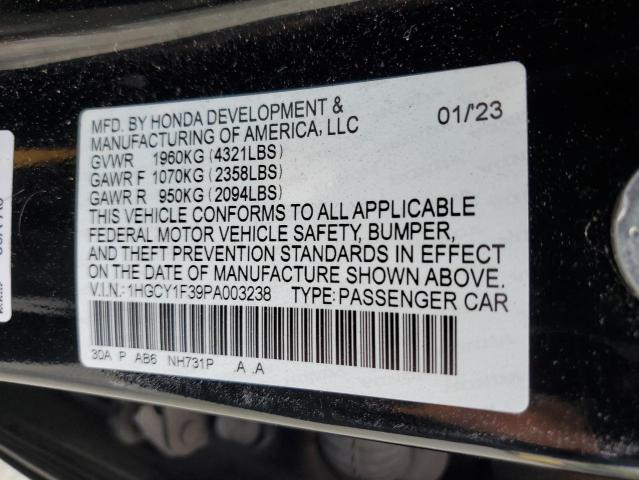 MFD. BY HONDA DEVELOPMENT & 01/'23
MANUFACTURING OF AMERICA, LLC
GVWR 1960KG (4321LBS)
GAWR F 1070KG (2358LBS)
GAWR R 950KG (2094LBS)
THIS VEHICLE CONFORMS TO ALL APPLICABLE
FEDERAL MOTOR VEHICLE SAFETY, BUMPER,
AND THEFT PREVENTION STANDARDS IN EFFECT
ON THE DATE OF MANUFACTURE SHOWN ABOVE.
V.I.N.:1HGCY1F39PA003238 TYPE:PASSENGER CAR
30A P AB6 NH731P .A .A